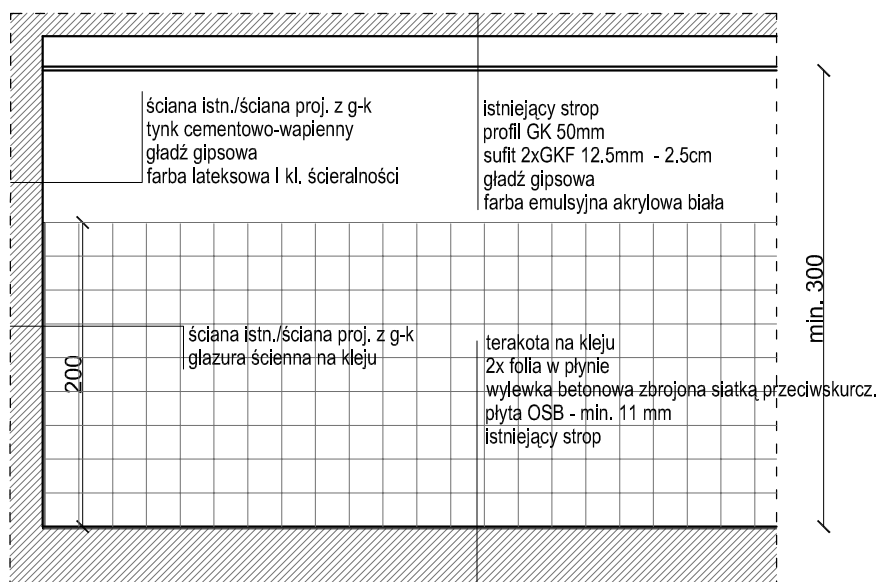 ściana istn./ściana proj. z g-k
tynk cementowo-wapienny
gładź gipsowa
farba lateksowa I kl. ścieralności
istniejący strop
profil GK 50mm
sufit 2xGKF 12.5mm - 2.5cm
gładź gipsowa
farba emulsyjna akrylowa biała
min. 300
200
ściana istn./ściana proj. z g-k
glazura ścienna na kleju
terakota na kleju
2x folia w płynie
wylewka betonowa zbrojona siatką przeciwskurcz.
płyta OSB - min. 11 mm
istniejący strop